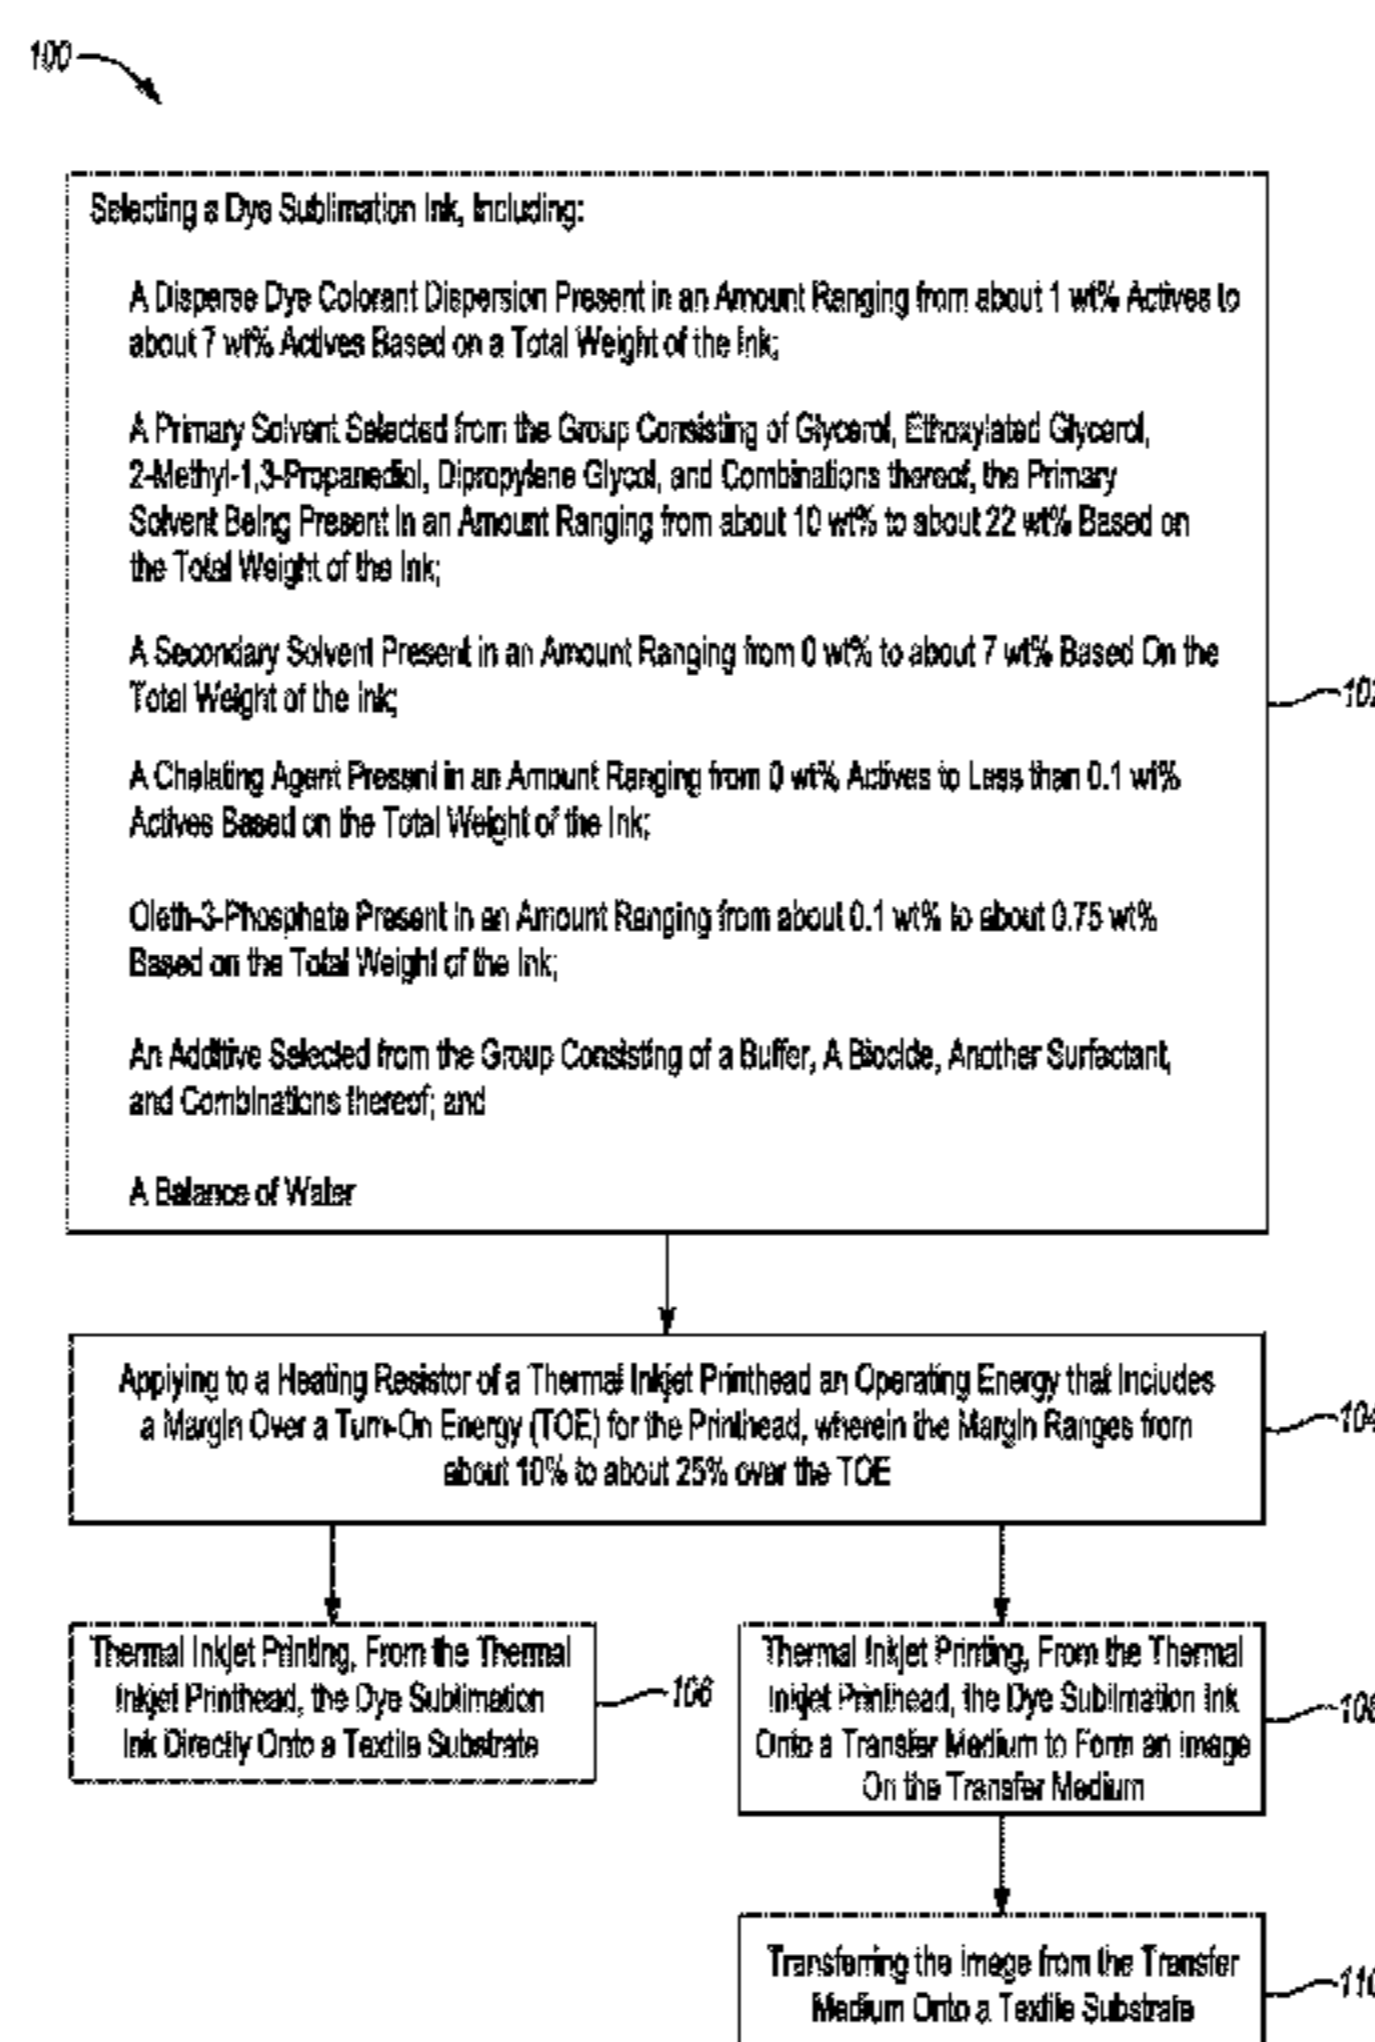 100
Selecting a Dye Sublimation Ink, Including:
A Disperse Dye Colorant Dispersion Present in an Amount Ranging from about 1 wt% Actives to
about 7 wt% Actives Based on a Total Weight of the Ink;
A Primary Solvent Selected from the Group Consisting of Glycerol, Ethoxylated Glycerol,
2-Methyl-1,3-Propanediol, Dipropylene Glycol, and Combinations thereof, the Primary
Solvent Being Present in an Amount Ranging from about 10 wt% to about 22 wt% Based on
the Total Weight of the Ink;
A Secondary Solvent Present in an Amount Ranging from 0 wt% to about 7 wt% Based On the
Total Weight of the Ink;
102
A Chelating Agent Present in an Amount Ranging from 0 wt% Actives to Less than 0.1 wt%
Actives Based on the Total Weight of the Ink;
Oleth-3-Phosphate Present in an Amount Ranging from about 0.1 wt% to about 0.75 wt%
Based on the Total Weight of the Ink;
An Additive Selected from the Group Consisting of a Buffer, A Biocide, Another Surfactant,
and Combinations thereof; and
A Balance of Water
Applying to a Heating Resistor of a Thermal Inkjet Printhead an Operating Energy that Includes
a Margin Over a Turn-On Energy (TOE) for the Printhead, wherein the Margin Ranges from
about 10% to about 25% over the TOE
104
Thermal Inkjet Printing, From the Thermal
Inkjet Printhead, the Dye Sublimation
Ink Directly Onto a Textile Substrate
106
Thermal Inkjet Printing, From the Thermal
Inkjet Printhead, the Dye Sublimation Ink
Onto a Transfer Medium to Form an image
On the Transfer Medium
108
Transferring the Image from the Transfer
Medium Onto a Textile Substrate
110